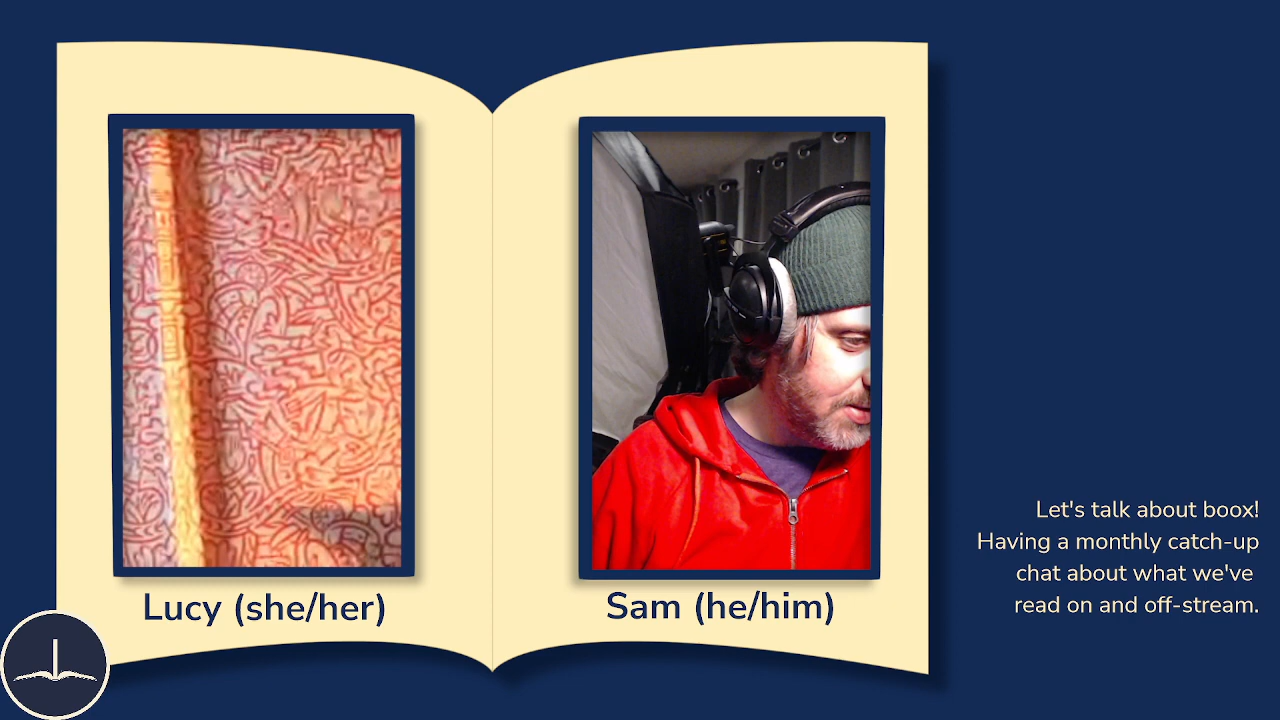 Lucy (she/her)
Sam (he/him)
Let's talk about boox!
Having a monthly catch-up
chat about what we've
read on and off-stream.